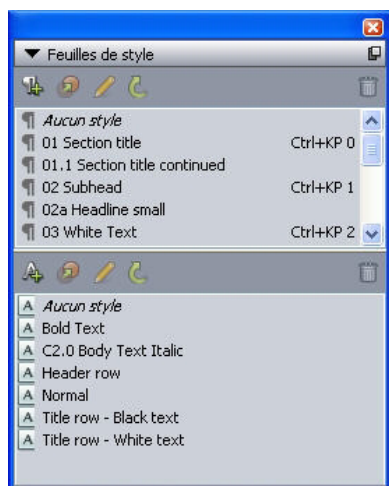 Feuilles de style
Aucun style
01 Section title Ctrl+KP 0
01.1 Section title continued
02 Subhead Ctrl+KP 1
02a Headline small
03 White Text Ctrl+KP 2
Aucun style
Bold Text
C2.0 Body Text Italic
Header row
Normal
Title row - Black text
Title row - White text